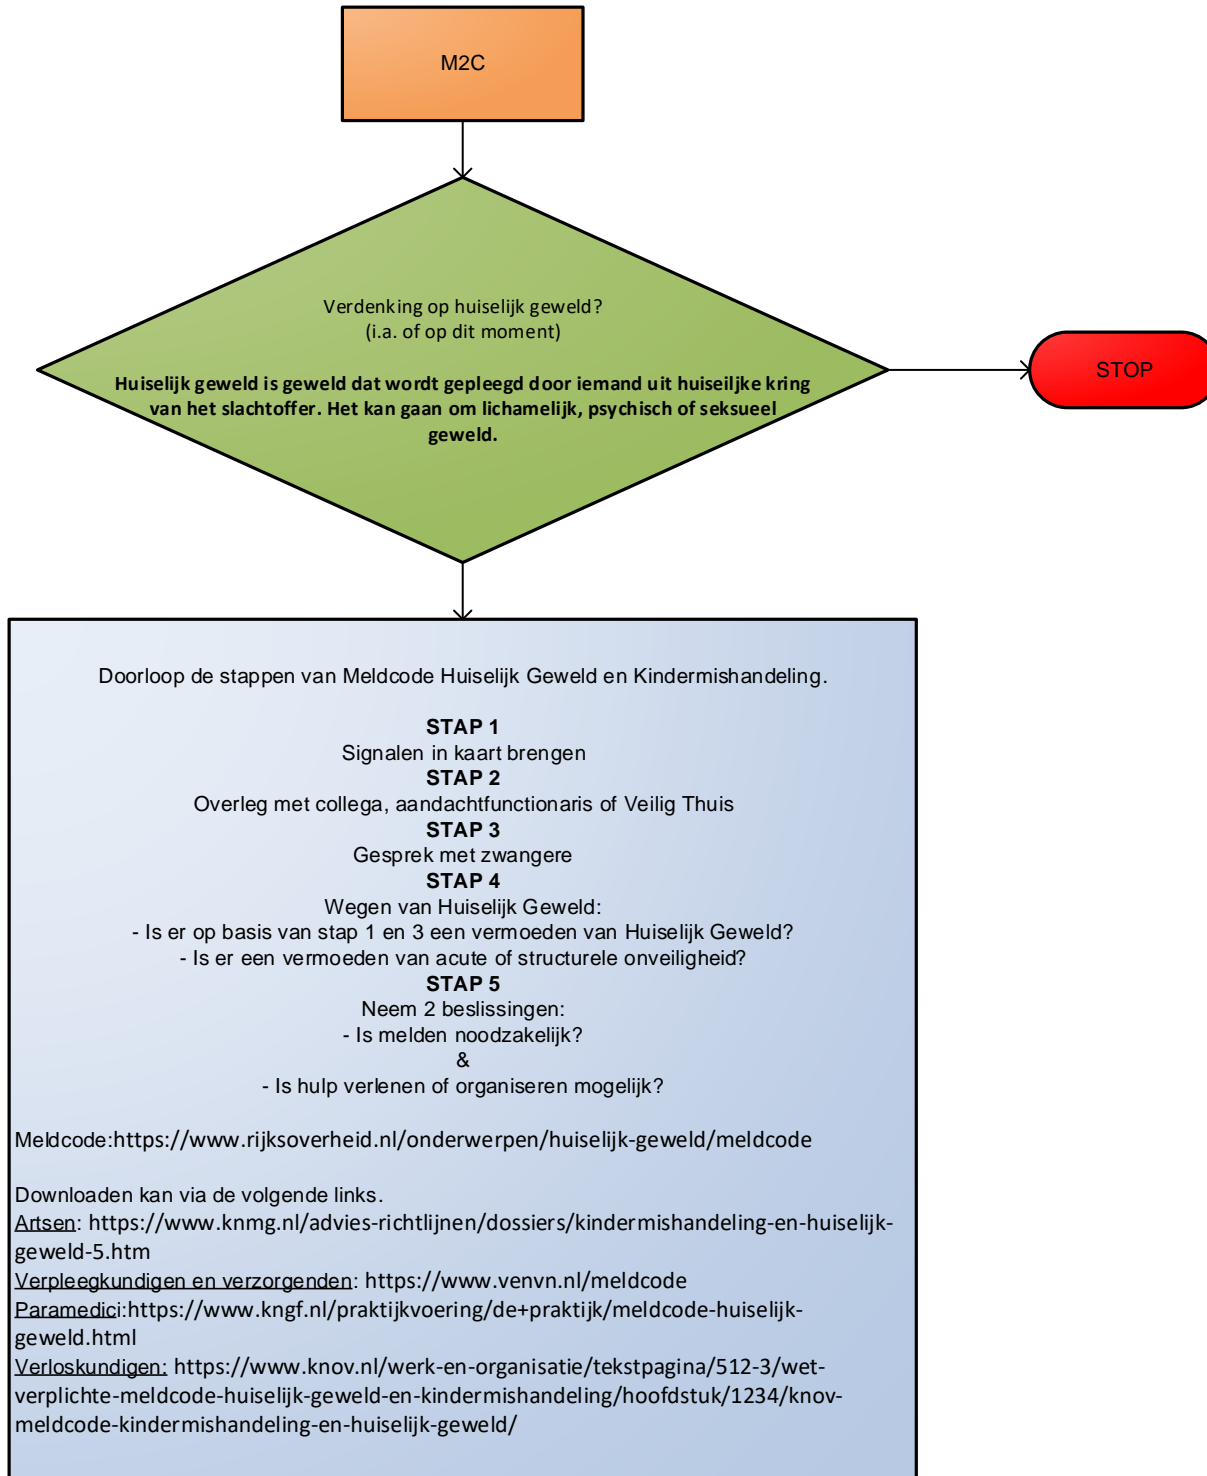 M2C
Verdenking op huiselijk geweld?
(i.a. of op dit moment)
Huiselijk geweld is geweld dat wordt gepleegd door iemand uit huiseiljke kring
van het slachtoffer. Het kan gaan om lichamelijk, psychisch of seksueel
geweld.
STOP
Doorloop de stappen van Meldcode Huiselijk Geweld en Kindermishandeling.
STAP 1
Signalen in kaart brengen
STAP 2
Overleg met collega, aandachtfunctionaris of Veilig Thuis
STAP 3
Gesprek met zwangere
STAP 4
Wegen van Huiselijk Geweld:
- Is er op basis van stap 1 en 3 een vermoeden van Huiselijk Geweld?
- Is er een vermoeden van acute of structurele onveiligheid?
STAP 5
Neem 2 beslissingen:
- Is melden noodzakelijk?
&
- Is hulp verlenen of organiseren mogelijk?
Meldcode:https://www.rijksoverheid.nl/onderwerpen/huiselijk-geweld/meldcode
Downloaden kan via de volgende links.
Artsen: https://www.knmg.nl/advies-richtlijnen/dossiers/kindermishandeling-en-huiselijk-
geweld-5.htm
Verpleegkundigen en verzorgenden: https://www.venvn.nl/meldcode
Paramedici:https://www.kngf.nl/praktijkvoering/de+praktijk/meldcode-huiselijk-
geweld.html
Verloskundigen: https://www.knov.nl/werk-en-organisatie/tekstpagina/512-3/wet-
verplichte-meldcode-huiselijk-geweld-en-kindermishandeling/hoofdstuk/1234/knov-
meldcode-kindermishandeling-en-huiselijk-geweld/